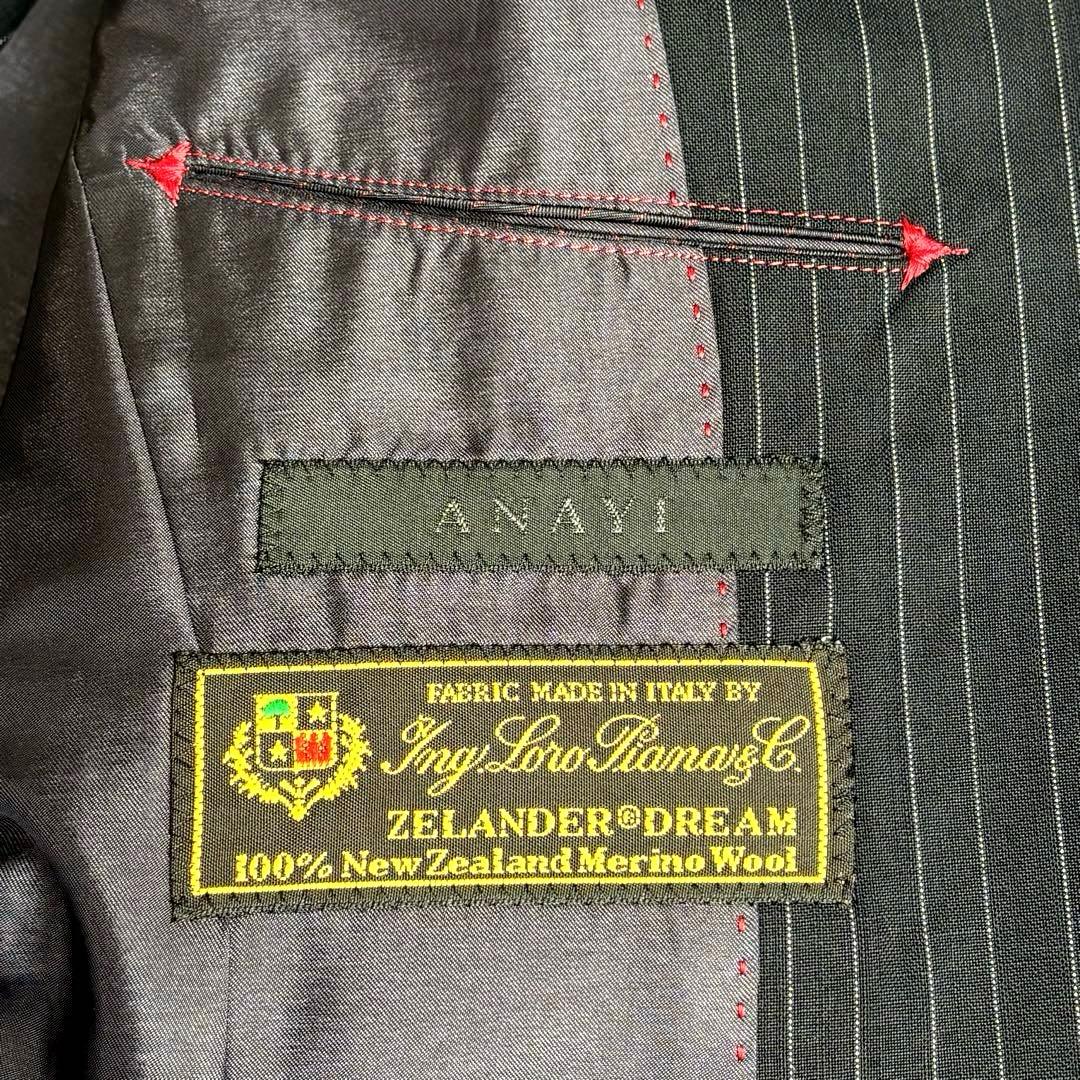 ANAYI
FABRIC MADE IN ITALY BY
Ing. Loro Piana & C.
ZELANDER® DREAM
100% New Zealand Merino Wool